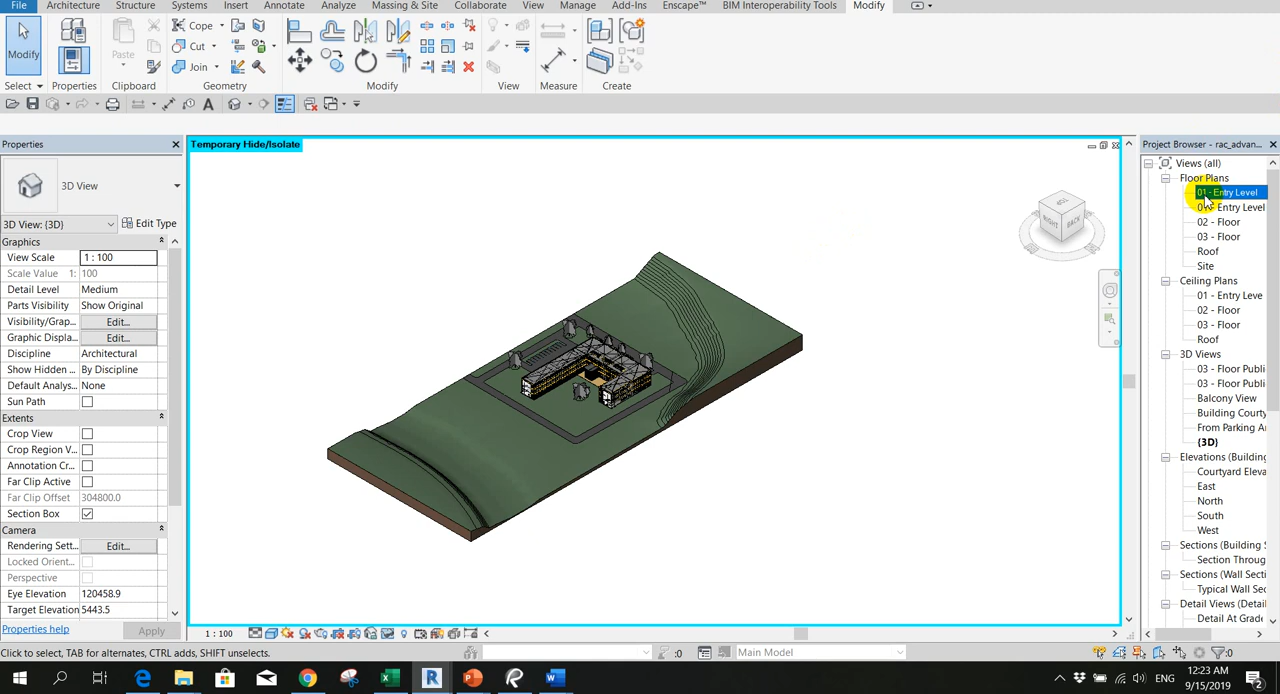 File Architecture Structure Systems Insert Annotate Analyze Massing & Site Collaborate View Manage Add-Ins Enscape™ BIM Interoperability Tools Modify
Modify
Paste
Cope
Cut
Join
Select Properties Clipboard Geometry Modify View Measure Create
Properties
3D View
3D View: {3D}
Edit Type
Graphics
View Scale 1 : 100
Scale Value 1: 100
Detail Level Medium
Parts Visibility Show Original
Visibility/Grap... Edit...
Graphic Displa... Edit...
Discipline Architectural
Show Hidden ... By Discipline
Default Analys... None
Sun Path
Extents
Crop View
Crop Region V...
Annotation Cr...
Far Clip Active
Far Clip Offset 304800.0
Section Box
Camera
Rendering Sett... Edit...
Locked Orient...
Perspective
Eye Elevation 120458.9
Target Elevation 5443.5
Properties help Apply
Temporary Hide/Isolate
RIGHT BACK
1 : 100
Project Browser - rac_advan...
Views (all)
Floor Plans
01 - Entry Level
01 - Entry Level
02 - Floor
03 - Floor
Roof
Site
Ceiling Plans
01 - Entry Leve
02 - Floor
03 - Floor
Roof
3D Views
03 - Floor Publi
03 - Floor Publi
Balcony View
Building Courty
From Parking Ar
{3D}
Elevations (Building
Courtyard Eleva
East
North
South
West
Sections (Building S
Section Throug
Sections (Wall Secti
Typical Wall Sec
Detail Views (Detail
Detail At Grade
Click to select, TAB for alternates, CTRL adds, SHIFT unselects.
:0
Main Model
:0
ENG
12:23 AM
9/15/2019
2